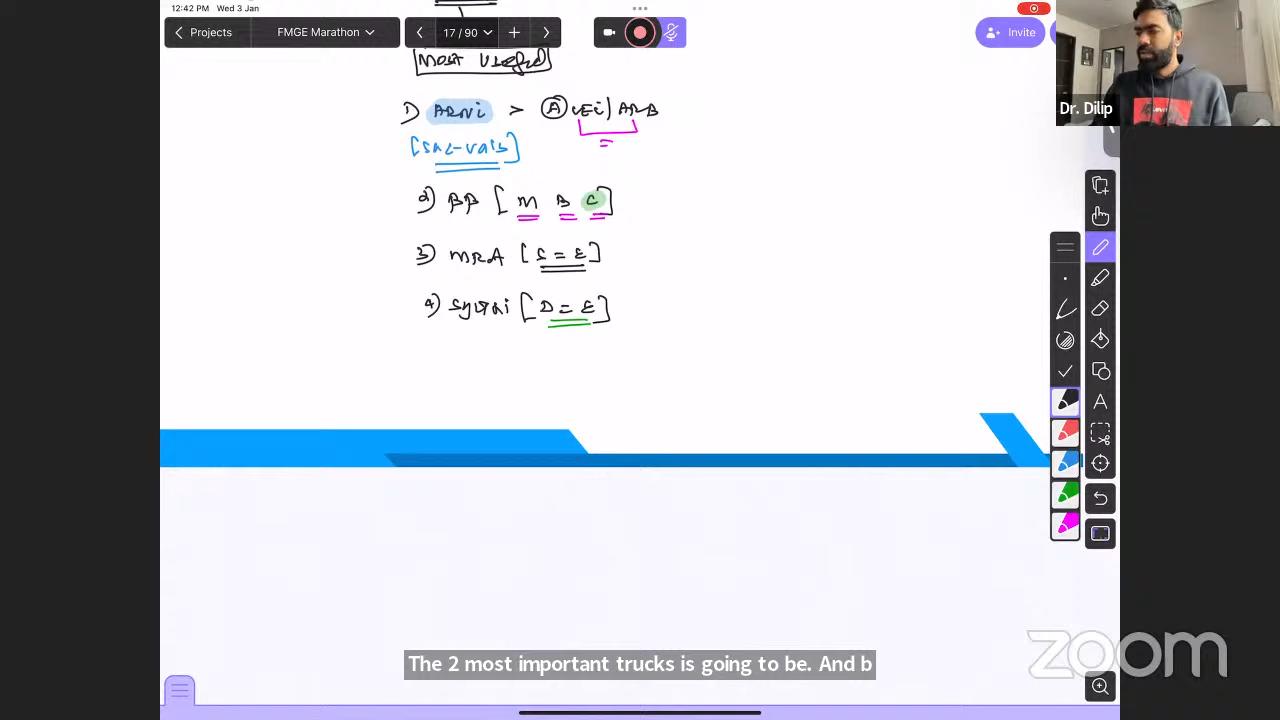 12:42 PM Wed 3 Jan
Projects FMGE Marathon 17 / 90 Invite
Most Useful
1) ARNi > (A) CEi / ARB
[Sac-vals]
2) BB [ M B C ]
3) MRA [ S = E ]
4) SGLT2i [ D = E ]
Dr. Dilip
The 2 most important trucks is going to be. And b
zoom